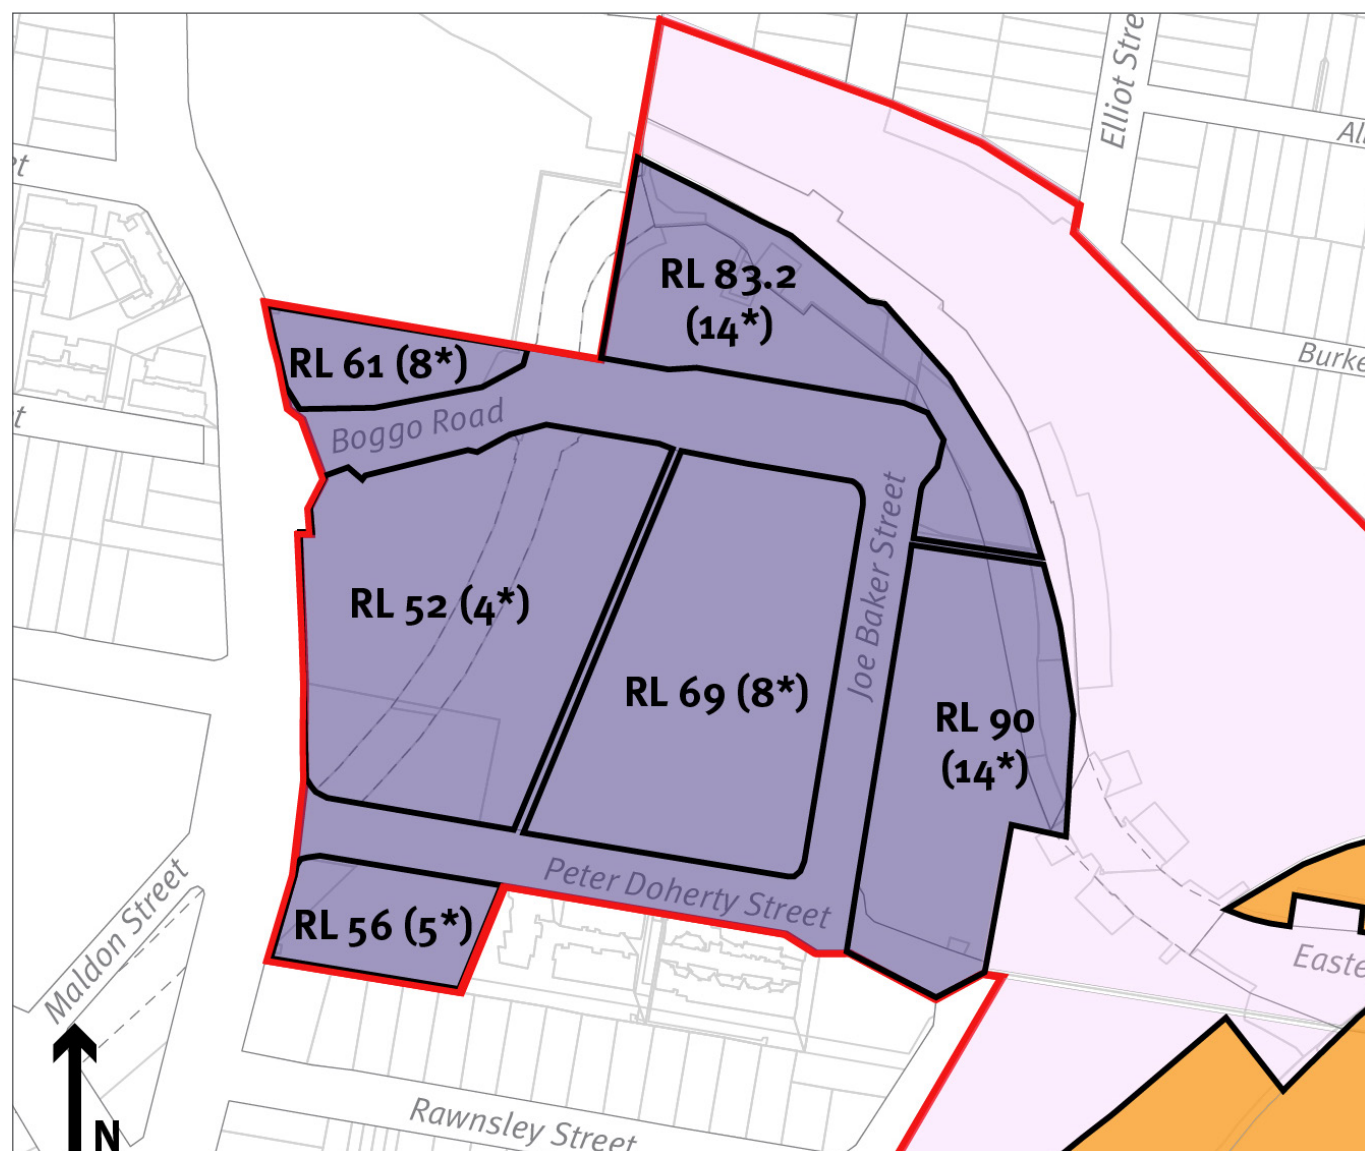 Elliot Stre
Al
et
RL 83.2
(14*)
RL 61 (8*)
Burke
t
Boggo Road
Joe Baker Street
RL 52 (4*)
RL 69 (8*)
RL 90
(14*)
Peter Doherty Street
RL 56 (5*)
Maldon Street
Easte
Rawnsley Street
N